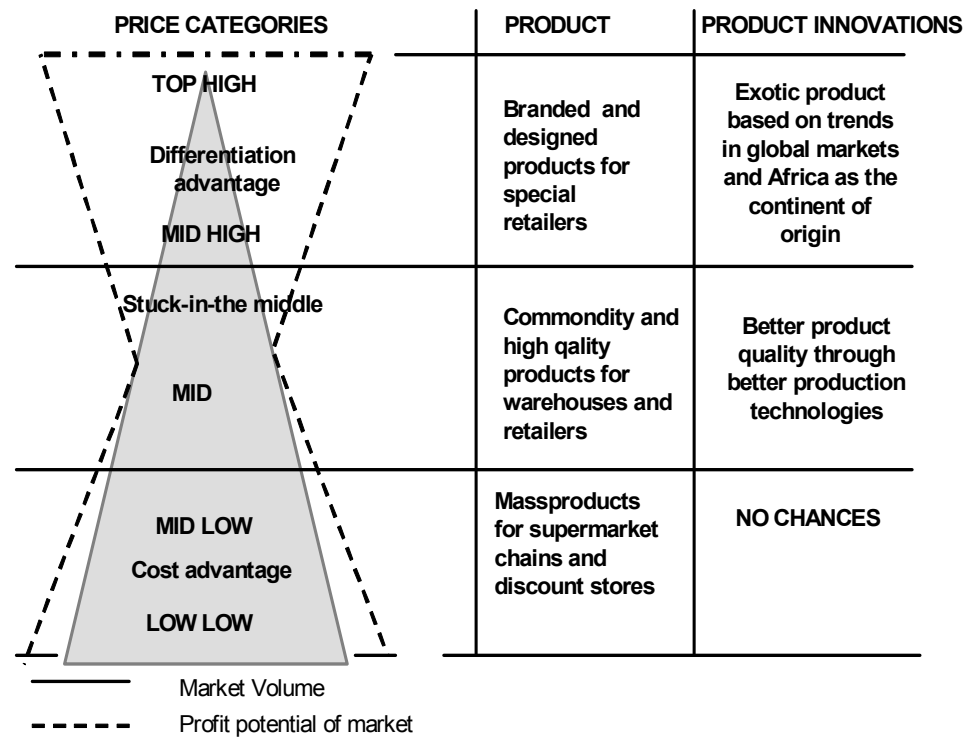 PRICE CATEGORIES
PRODUCT
PRODUCT INNOVATIONS
TOP HIGH
Differentiation
advantage
MID HIGH
Branded and
designed
products for
special
retailers
Exotic product
based on trends
in global markets
and Africa as the
continent of
origin
Stuck-in-the middle
MID
Commondity and
high qality
products for
warehouses and
retailers
Better product
quality through
better production
technologies
MID LOW
Cost advantage
LOW LOW
Massproducts
for supermarket
chains and
discount stores
NO CHANCES
Market Volume
Profit potential of market